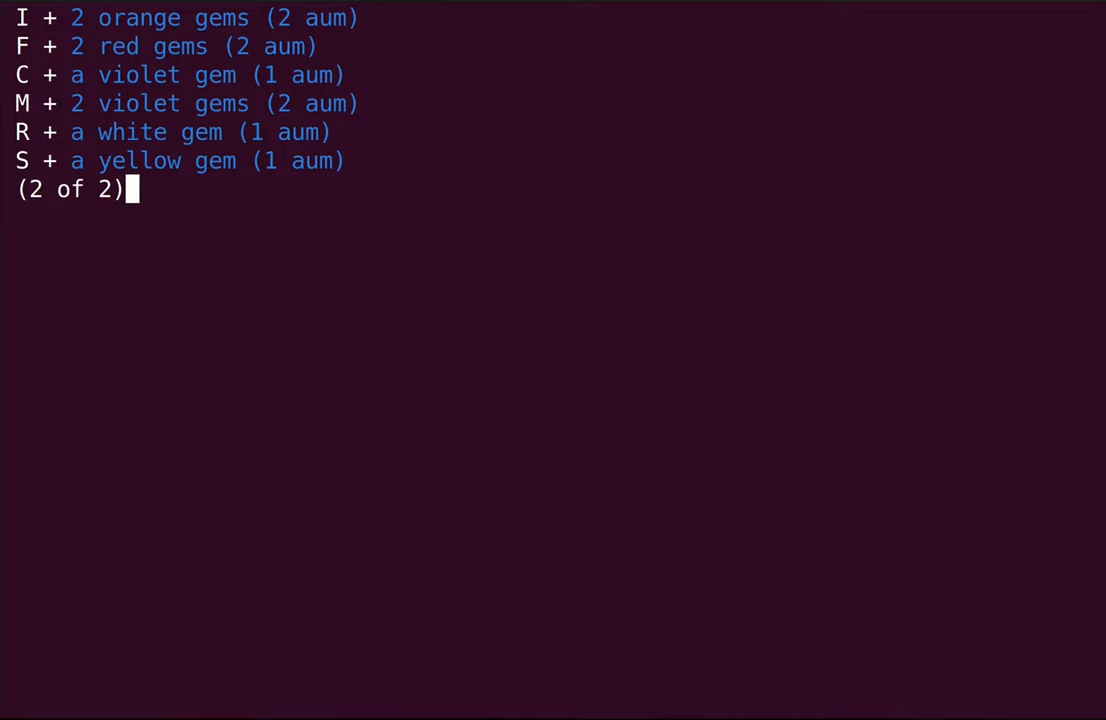 I + 2 orange gems (2 aum)
F + 2 red gems (2 aum)
C + a violet gem (1 aum)
M + 2 violet gems (2 aum)
R + a white gem (1 aum)
S + a yellow gem (1 aum)
(2 of 2)